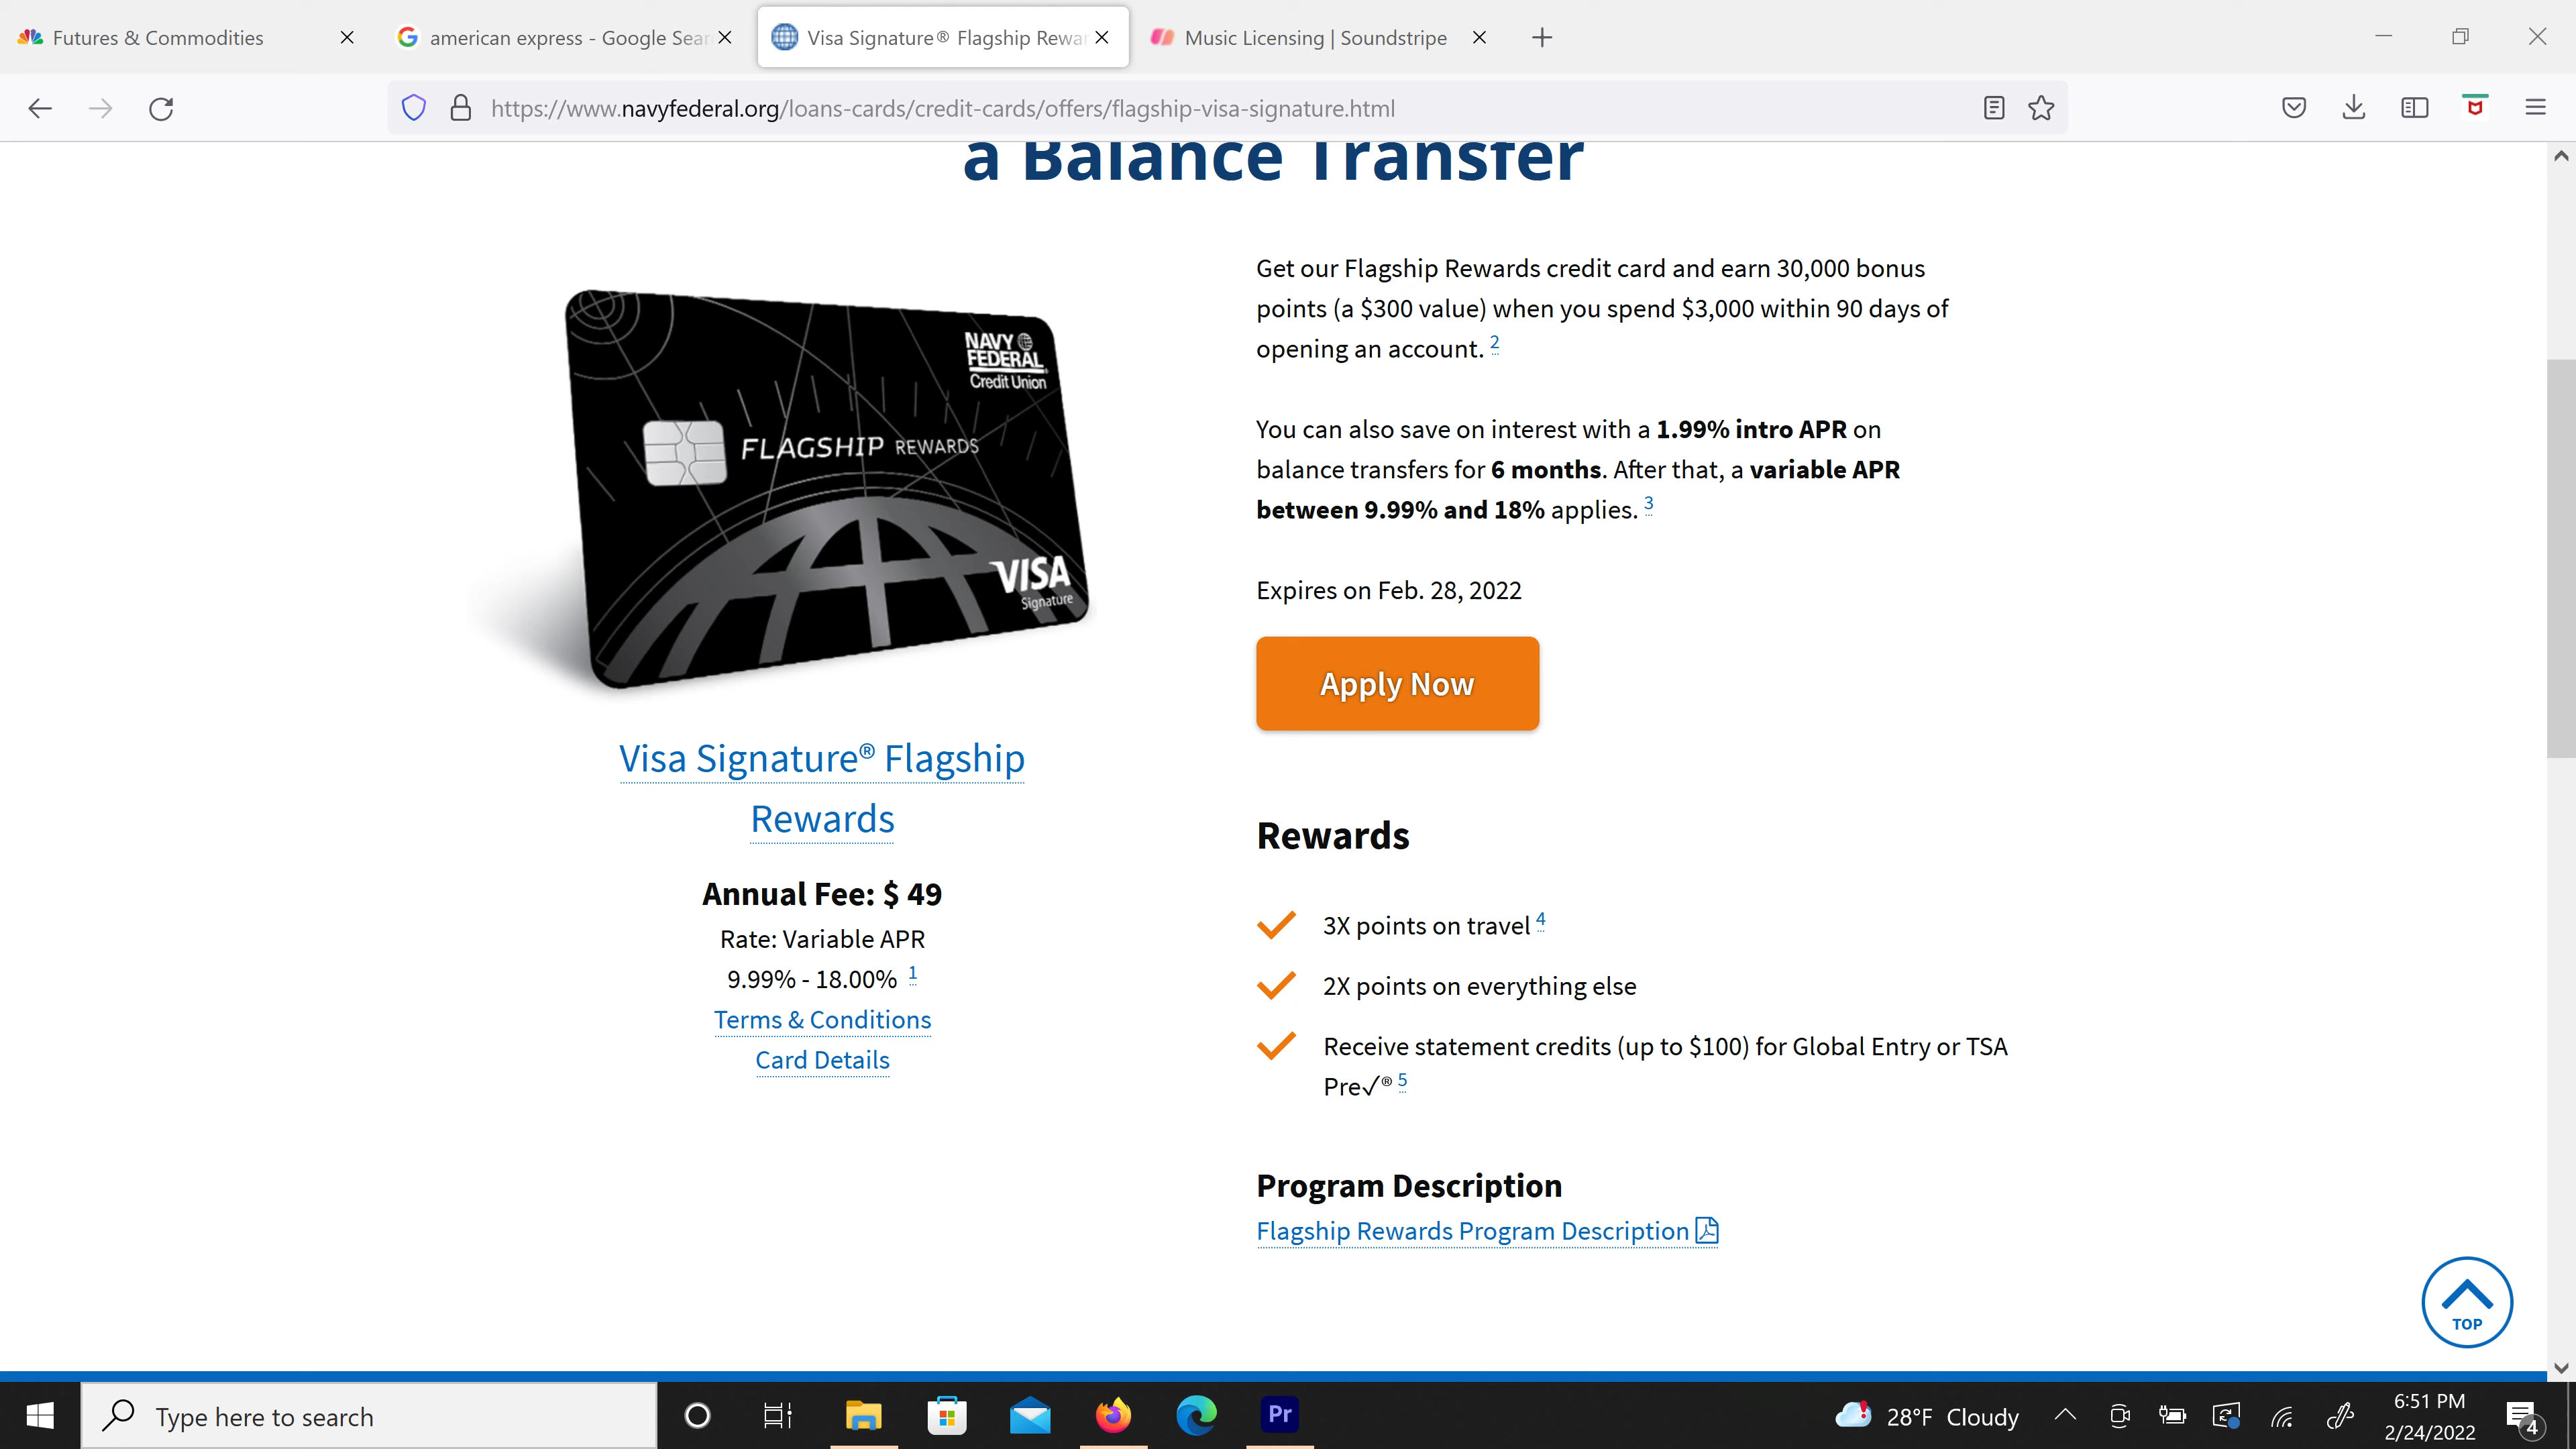 Futures & Commodities
american express - Google Sear
Visa Signature® Flagship Rewar
Music Licensing | Soundstripe
https://www.navyfederal.org/loans-cards/credit-cards/offers/flagship-visa-signature.html
a Balance Transfer
NAVY
FEDERAL
Credit Union
FLAGSHIP REWARDS
VISA
Signature
Visa Signature® Flagship
Rewards
Annual Fee: $ 49
Rate: Variable APR
9.99% - 18.00% 1
Terms & Conditions
Card Details
Get our Flagship Rewards credit card and earn 30,000 bonus
points (a $300 value) when you spend $3,000 within 90 days of
opening an account. 2
You can also save on interest with a 1.99% intro APR on
balance transfers for 6 months. After that, a variable APR
between 9.99% and 18% applies. 3
Expires on Feb. 28, 2022
Apply Now
Rewards
3X points on travel 4
2X points on everything else
Receive statement credits (up to $100) for Global Entry or TSA
Pre✓® 5
Program Description
Flagship Rewards Program Description
TOP
Type here to search
Pr
28°F Cloudy
6:51 PM
2/24/2022
4